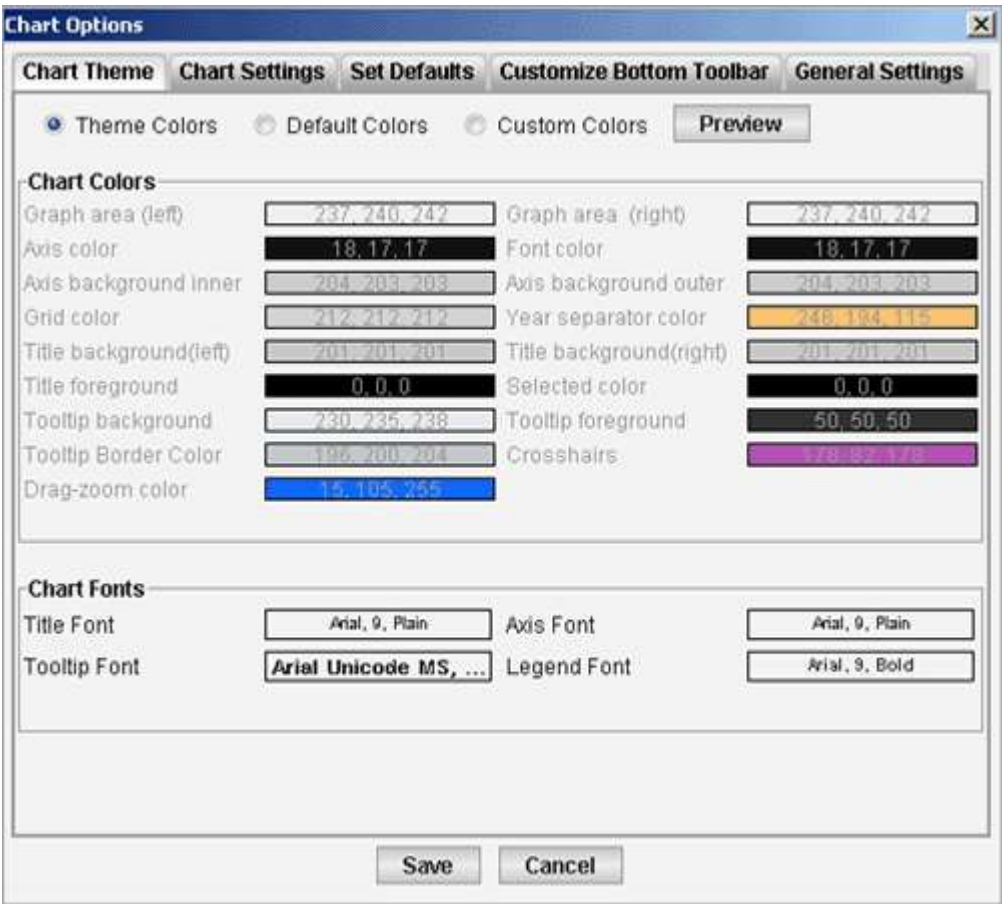 Chart Options
Chart Theme Chart Settings Set Defaults Customize Bottom Toolbar General Settings
Theme Colors Default Colors Custom Colors Preview
Chart Colors
Graph area (left) 237, 240, 242 Graph area (right) 237, 240, 242
Axis color 18, 17, 17 Font color 18, 17, 17
Axis background inner 204, 203, 203 Axis background outer 204, 203, 203
Grid color 212, 212, 212 Year separator color 248, 194, 115
Title background(left) 201, 201, 201 Title background(right) 201, 201, 201
Title foreground 0, 0, 0 Selected color 0, 0, 0
Tooltip background 230, 235, 238 Tooltip foreground 50, 50, 50
Tooltip Border Color 196, 200, 204 Crosshairs 178, 87, 178
Drag-zoom color 15, 105, 255
Chart Fonts
Title Font Arial, 9, Plain Axis Font Arial, 9, Plain
Tooltip Font Arial Unicode MS, ... Legend Font Arial, 9, Bold
Save Cancel